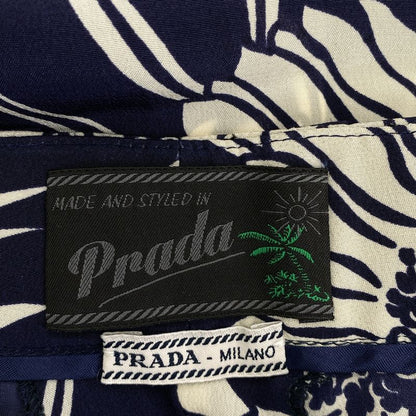 MADE AND STYLED IN
Prada
PRADA - MILANO